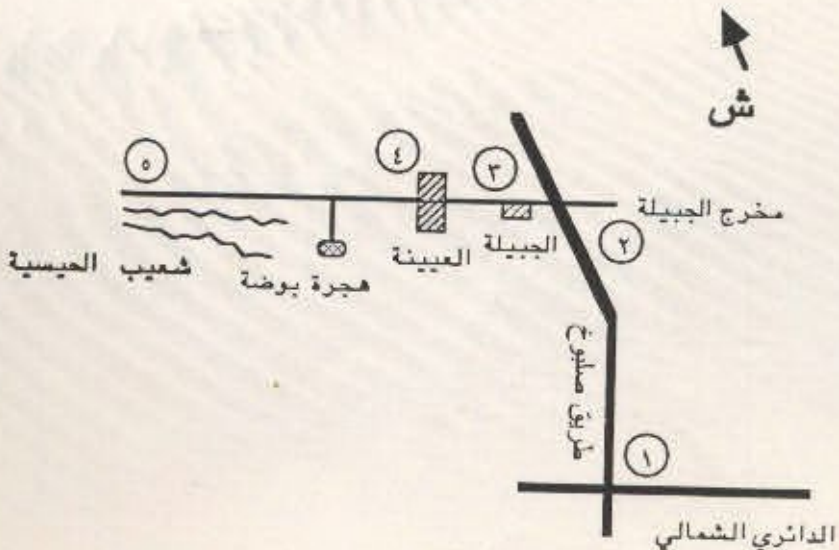 ش
٥
٤
٣
مخرج الجبيلة
٢
الجبيلة
العيينة
هجرة بوضة
شعيب الحيسية
طريق صلبوخ
١
الدائري الشمالي